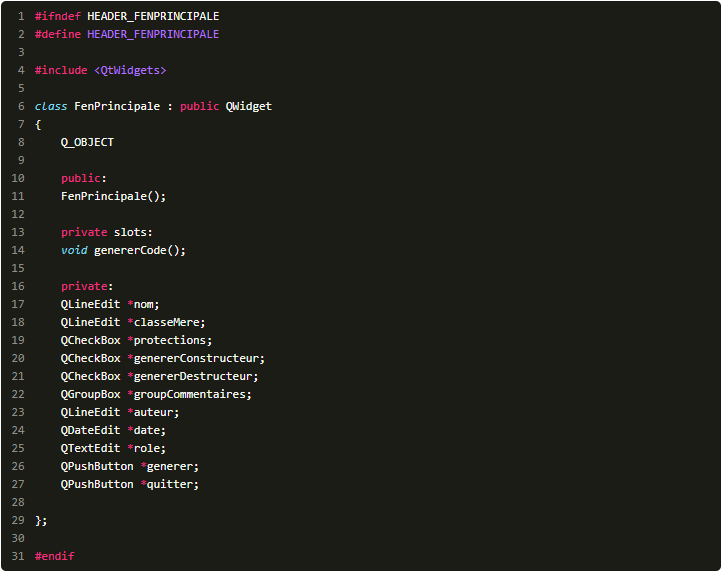 1 #ifndef HEADER_FENPRINCIPALE
2 #define HEADER_FENPRINCIPALE
3
4 #include <QtWidgets>
5
6 class FenPrincipale : public QWidget
7 {
8     Q_OBJECT
9
10     public:
11     FenPrincipale();
12
13     private slots:
14     void genererCode();
15
16     private:
17     QLineEdit *nom;
18     QLineEdit *classeMere;
19     QCheckBox *protections;
20     QCheckBox *genererConstructeur;
21     QCheckBox *genererDestructeur;
22     QGroupBox *groupCommentaires;
23     QLineEdit *auteur;
24     QDateEdit *date;
25     QTextEdit *role;
26     QPushButton *generer;
27     QPushButton *quitter;
28
29 };
30
31 #endif